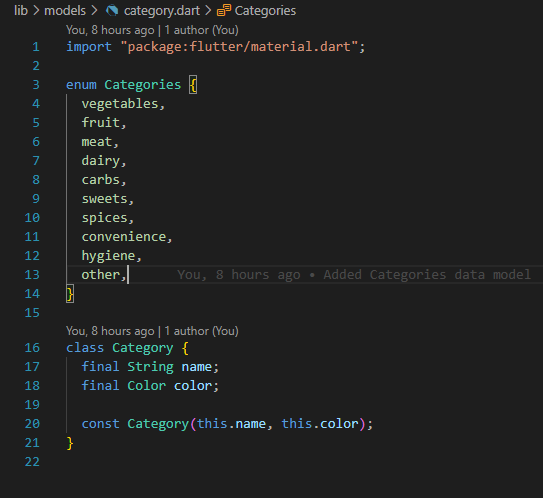 lib > models > category.dart > Categories
You, 8 hours ago | 1 author (You)
1 import "package:flutter/material.dart";
2
3 enum Categories {
4 vegetables,
5 fruit,
6 meat,
7 dairy,
8 carbs,
9 sweets,
10 spices,
11 convenience,
12 hygiene,
13 other, You, 8 hours ago • Added Categories data model
14 }
15
You, 8 hours ago | 1 author (You)
16 class Category {
17 final String name;
18 final Color color;
19
20 const Category(this.name, this.color);
21 }
22